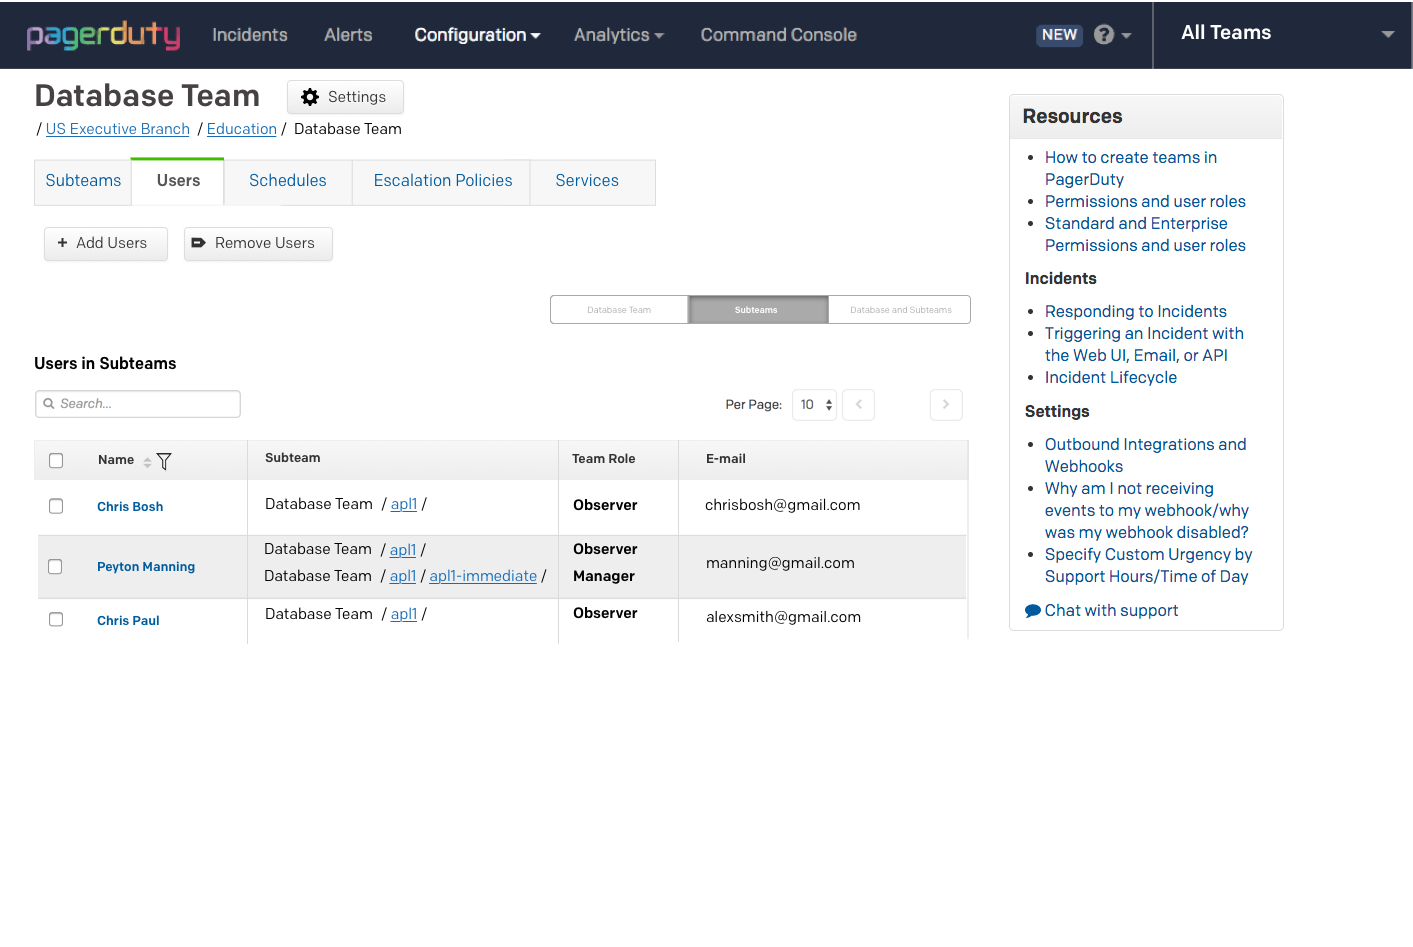 pagerduty Incidents Alerts Configuration Analytics Command Console NEW ? All Teams
Database Team Settings
/ US Executive Branch / Education / Database Team
Subteams Users Schedules Escalation Policies Services
+ Add Users Remove Users
Database Team Subteams Database and Subteams
Users in Subteams
Search... Per Page: 10 < >
Name Subteam Team Role E-mail
Chris Bosh Database Team / apl1 / Observer chrisbosh@gmail.com
Peyton Manning Database Team / apl1 / Observer manning@gmail.com
Database Team / apl1 / apl1-immediate / Manager
Chris Paul Database Team / apl1 / Observer alexsmith@gmail.com
Resources
How to create teams in
PagerDuty
Permissions and user roles
Standard and Enterprise
Permissions and user roles
Incidents
Responding to Incidents
Triggering an Incident with
the Web UI, Email, or API
Incident Lifecycle
Settings
Outbound Integrations and
Webhooks
Why am I not receiving
events to my webhook/why
was my webhook disabled?
Specify Custom Urgency by
Support Hours/Time of Day
Chat with support